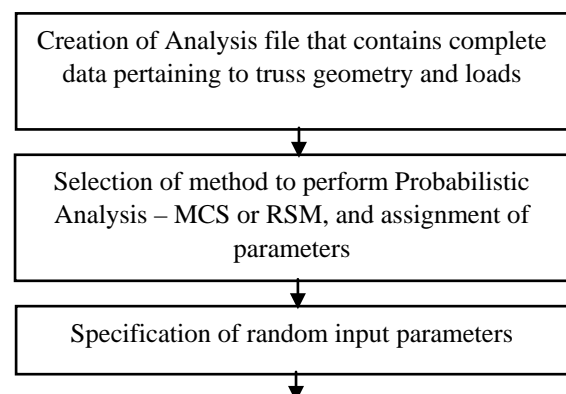 Creation of Analysis file that contains complete
data pertaining to truss geometry and loads
Selection of method to perform Probabilistic
Analysis – MCS or RSM, and assignment of
parameters
Specification of random input parameters